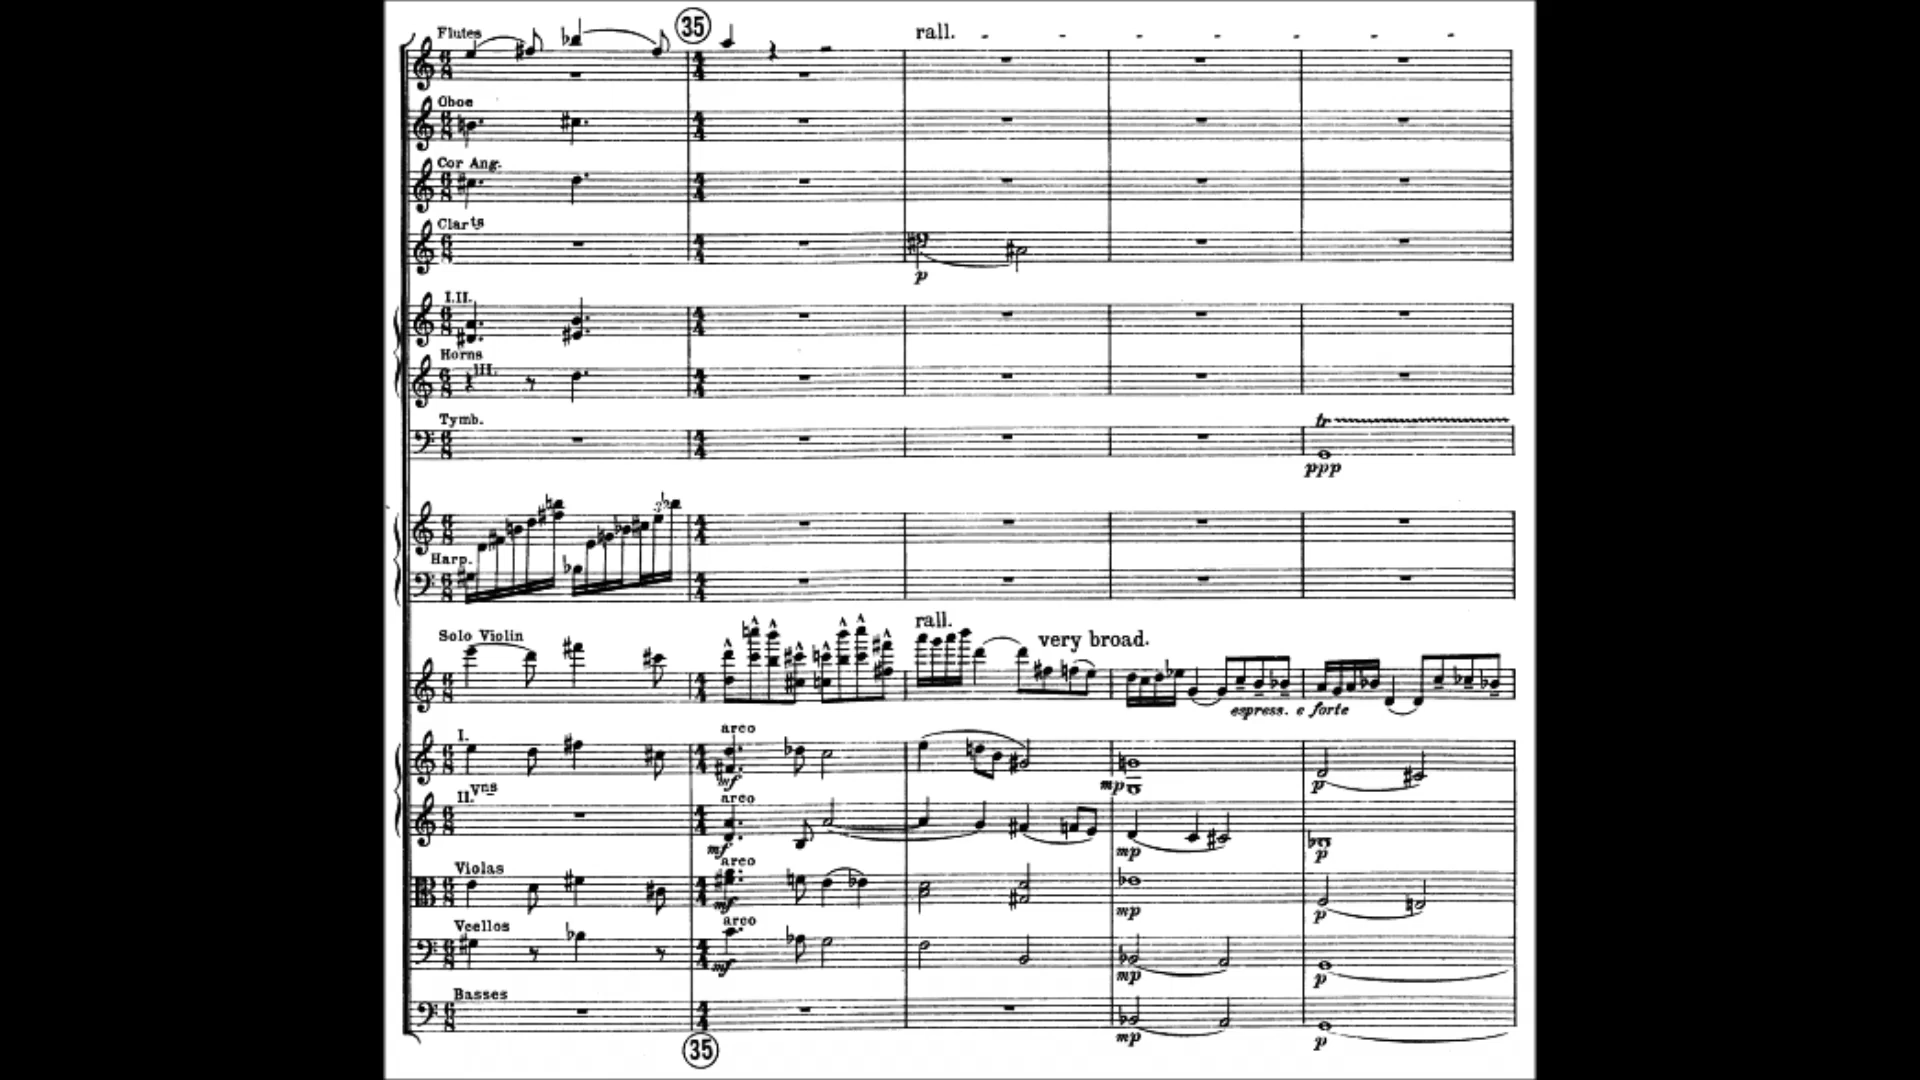 Flutes 35 rall. - - - - - - -
Oboe
Cor Ang.
Clarts
p
I.II.
Horns
III.
Tymb.
tr
ppp
3
Harp.
rall.
Solo Violin very broad.
espress. e forte
I. arco
mf mp p
Vns
II. arco
mf mp p
Violas arco
mf mp p
Vcellos arco
mf mp p
Basses
mp p
35